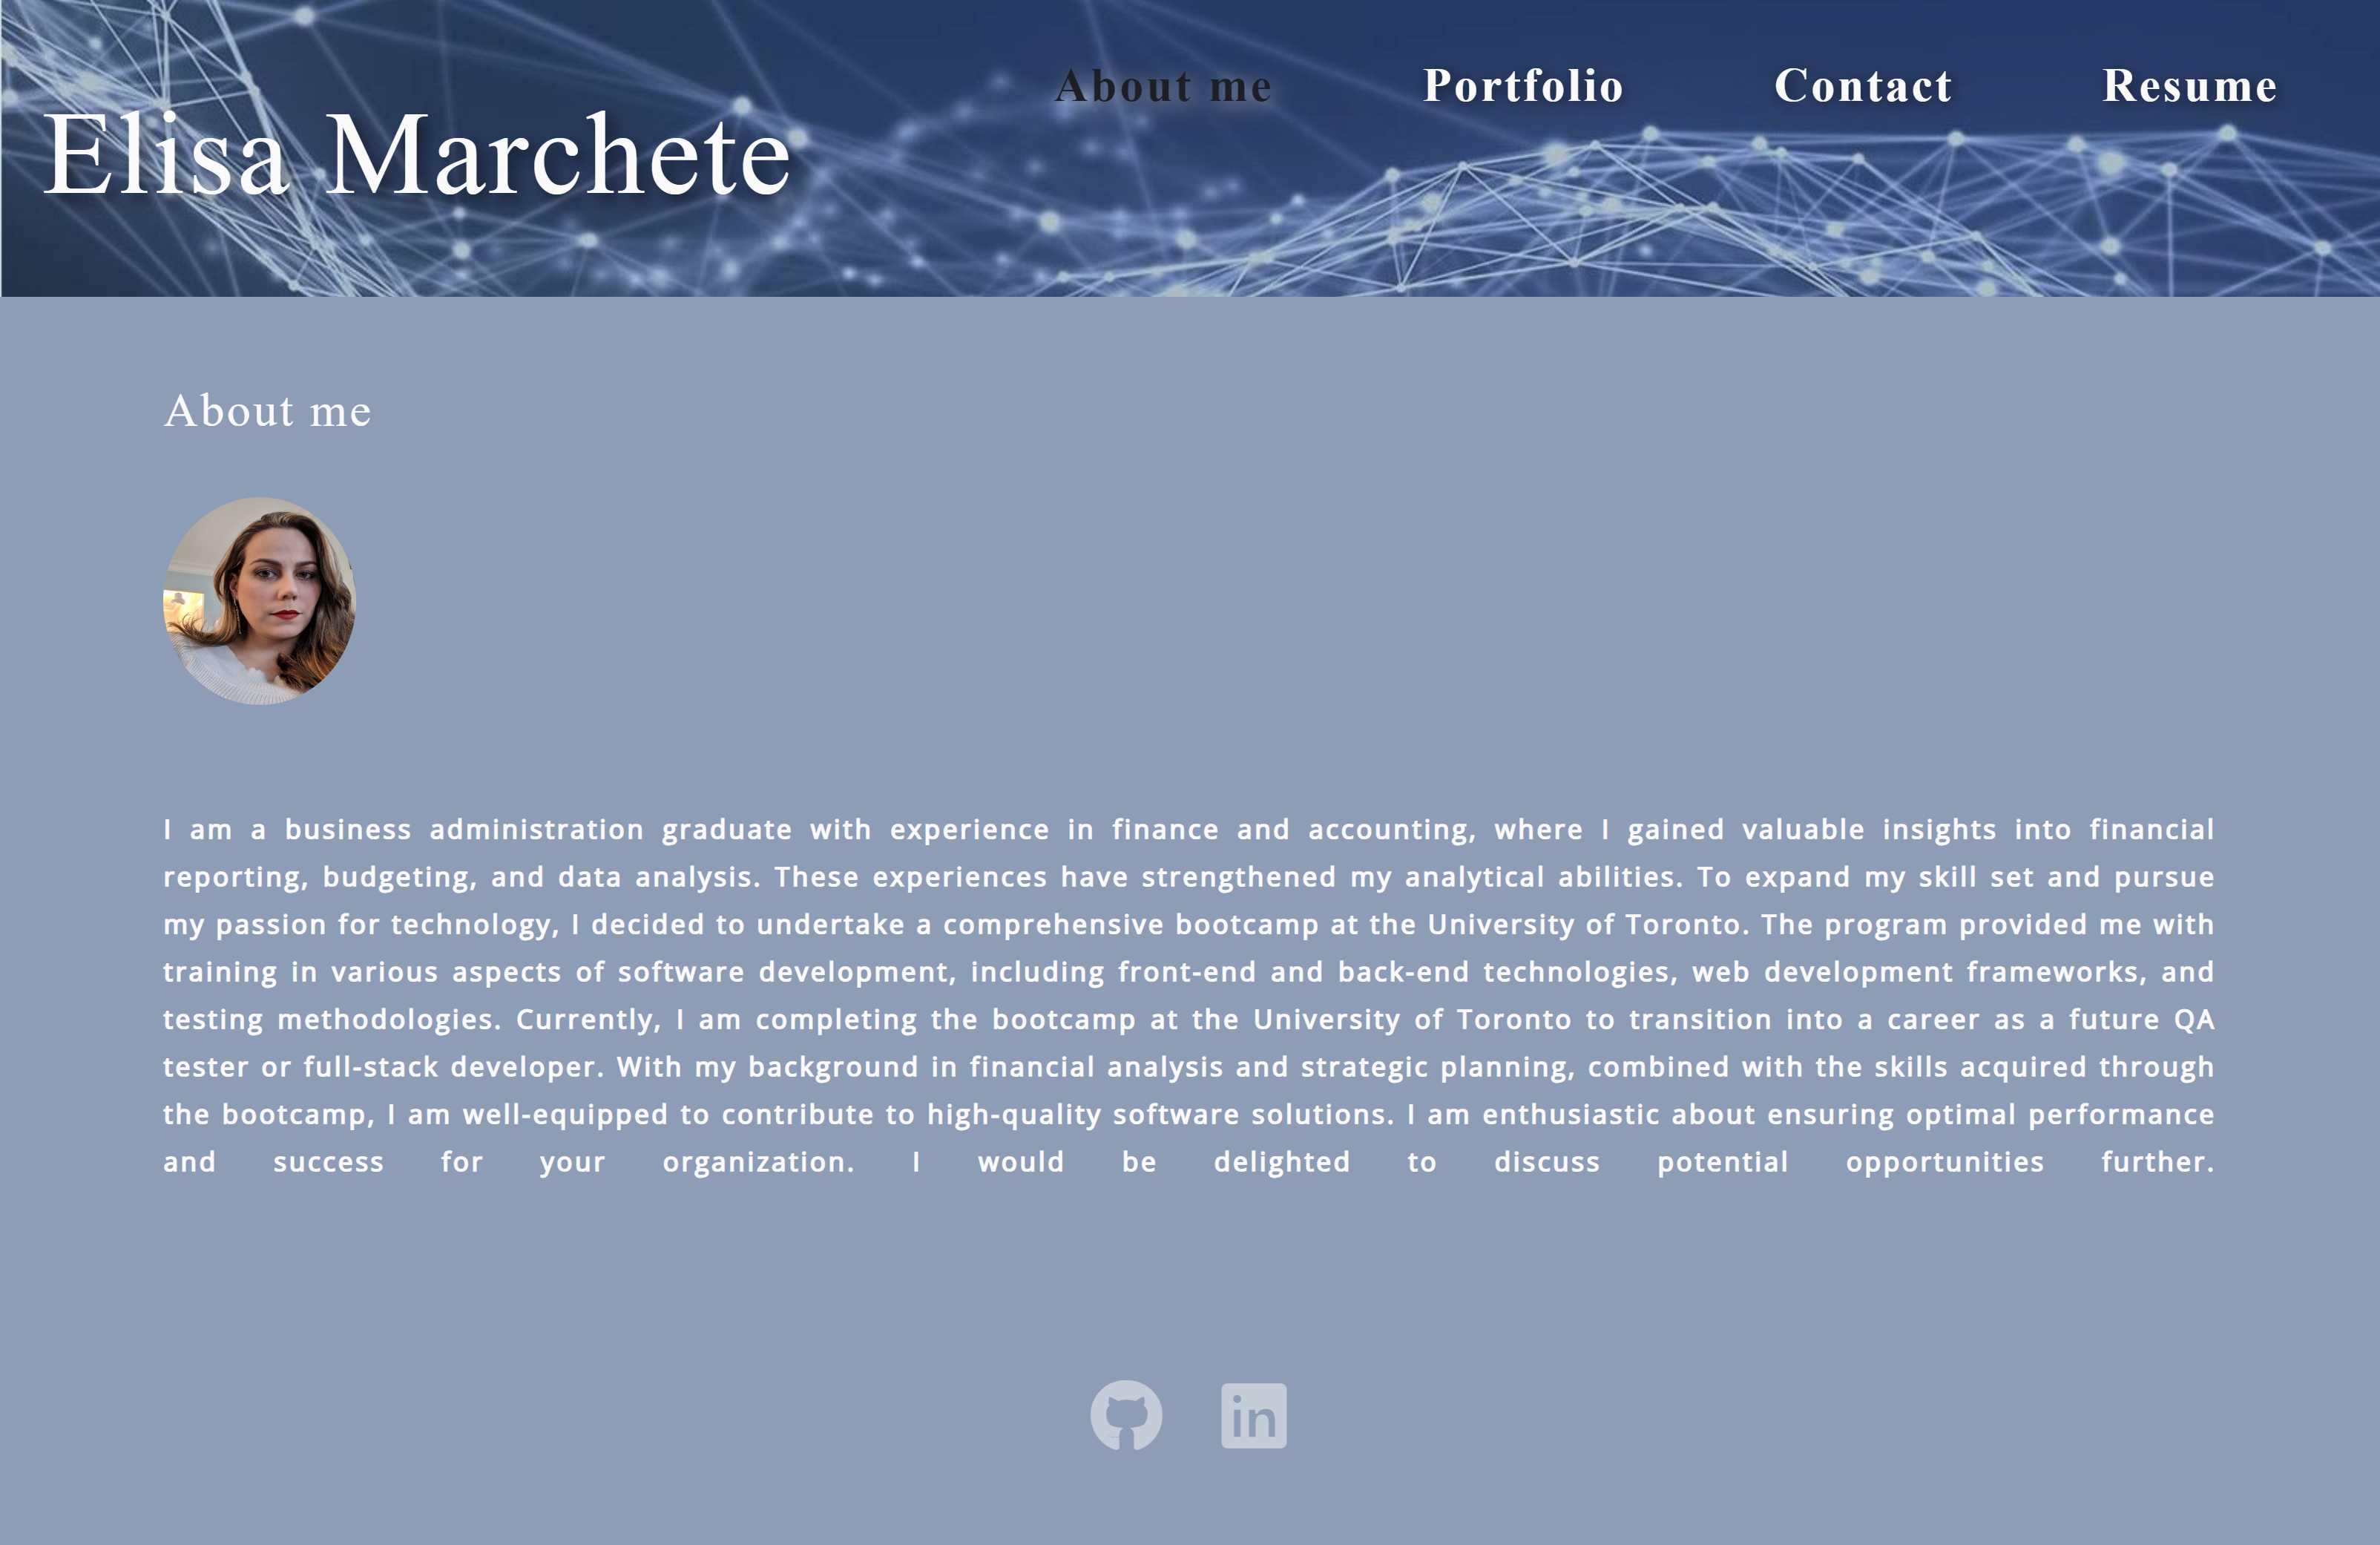 About me Portfolio Contact Resume
Elisa Marchete
About me
I am a business administration graduate with experience in finance and accounting, where I gained valuable insights into financial
reporting, budgeting, and data analysis. These experiences have strengthened my analytical abilities. To expand my skill set and pursue
my passion for technology, I decided to undertake a comprehensive bootcamp at the University of Toronto. The program provided me with
training in various aspects of software development, including front-end and back-end technologies, web development frameworks, and
testing methodologies. Currently, I am completing the bootcamp at the University of Toronto to transition into a career as a future QA
tester or full-stack developer. With my background in financial analysis and strategic planning, combined with the skills acquired through
the bootcamp, I am well-equipped to contribute to high-quality software solutions. I am enthusiastic about ensuring optimal performance
and success for your organization. I would be delighted to discuss potential opportunities further.
in